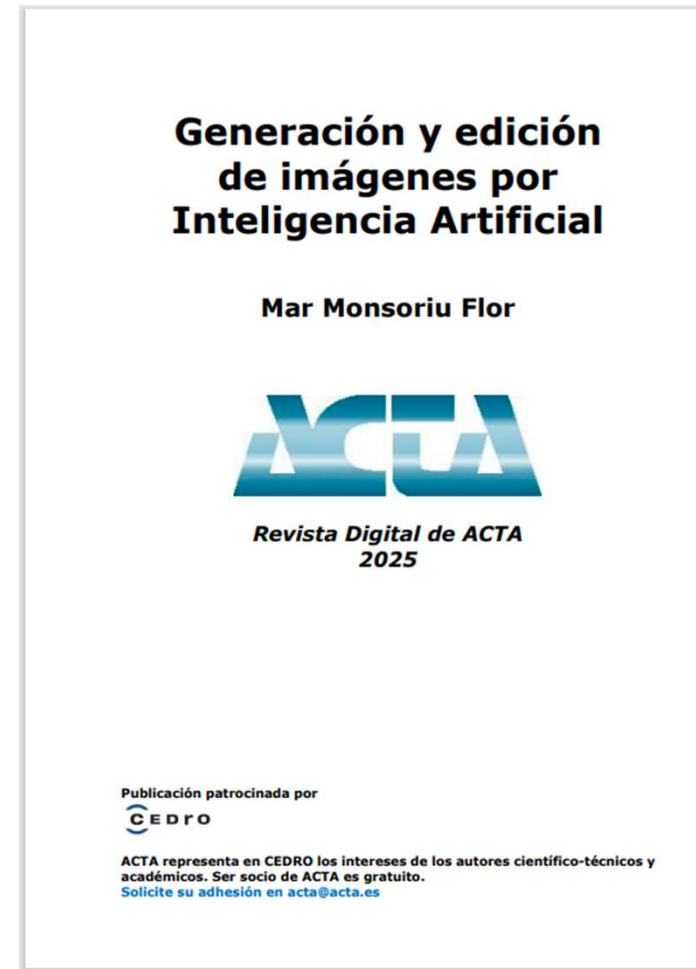 Generación y edición
de imágenes por
Inteligencia Artificial
Mar Monsoriu Flor
ACTA
Revista Digital de ACTA
2025
Publicación patrocinada por
CEDrO
ACTA representa en CEDRO los intereses de los autores científico-técnicos y
académicos. Ser socio de ACTA es gratuito.
Solicite su adhesión en acta@acta.es